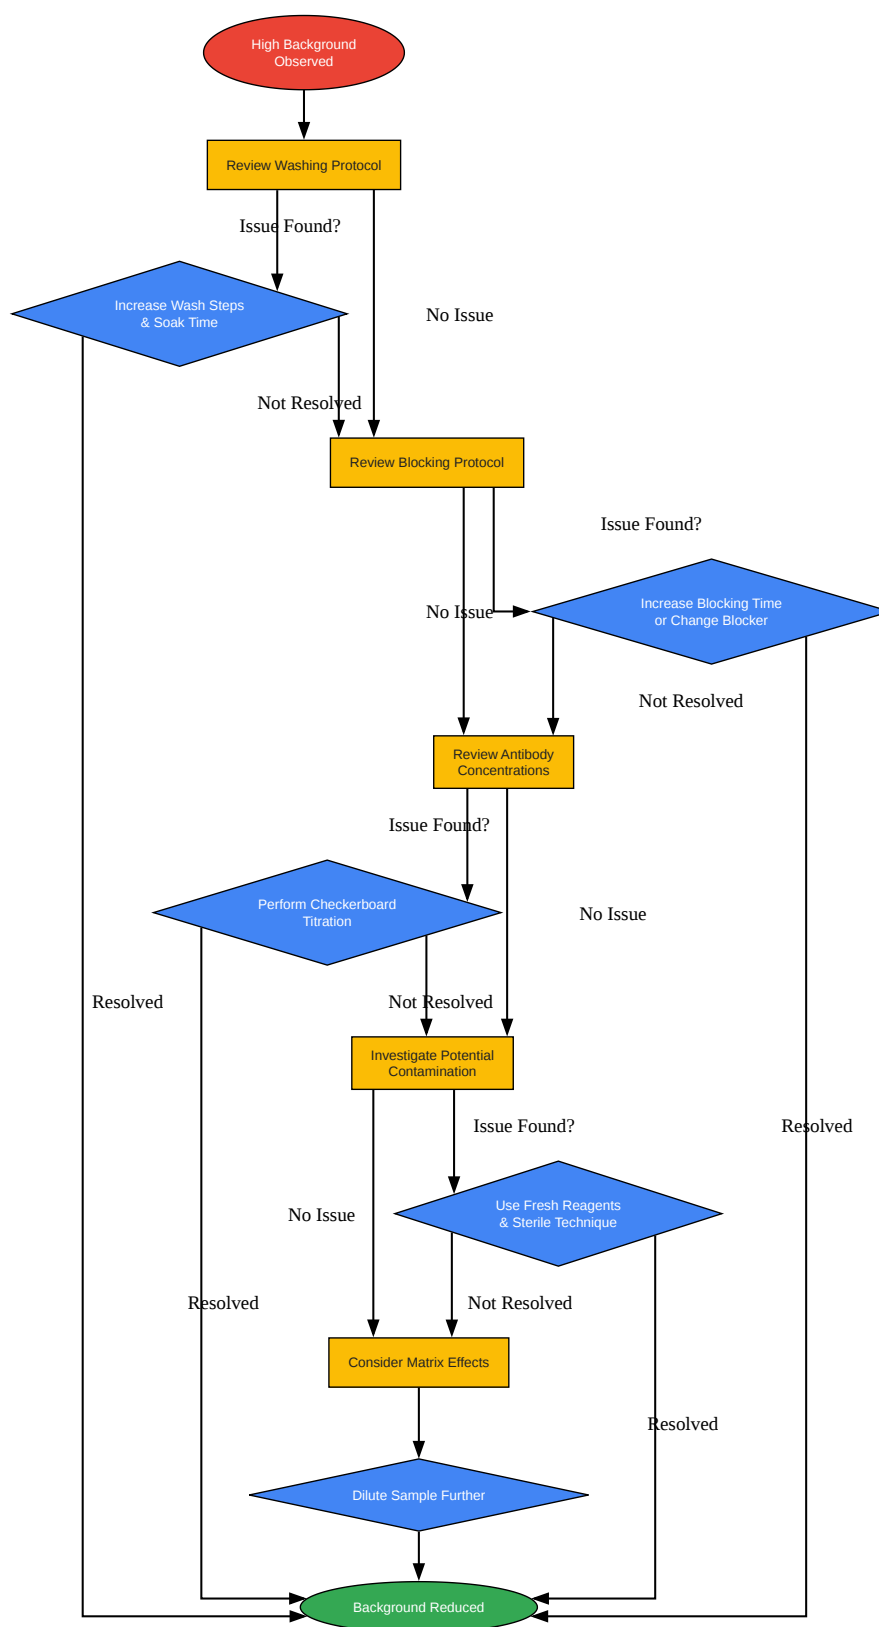 High Background
Observed
Review Washing Protocol
Issue Found?
Increase Wash Steps
& Soak Time
No Issue
Not Resolved
Review Blocking Protocol
Issue Found?
Increase Blocking Time
or Change Blocker
No Issue
Not Resolved
Review Antibody
Concentrations
Issue Found?
Perform Checkerboard
Titration
No Issue
Resolved
Not Resolved
Investigate Potential
Contamination
Issue Found?
Resolved
Use Fresh Reagents
& Sterile Technique
No Issue
Resolved
Not Resolved
Consider Matrix Effects
Resolved
Dilute Sample Further
Background Reduced